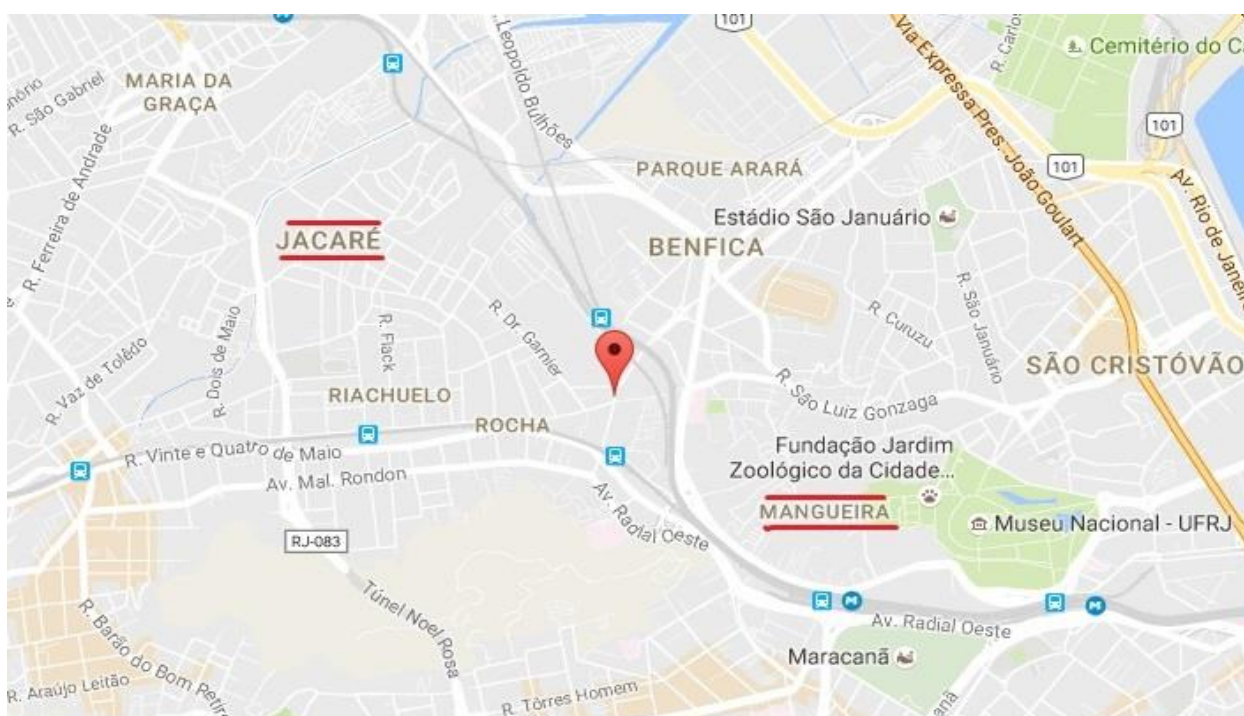 101
Cemitério do C
R. Carlos
Via Expressa Pres. João Goulart
R. Leopoldo Bulhões
MARIA DA
GRAÇA
R. São Gabriel
101
101
PARQUE ARARÁ
R. Ferreira de Andrade
Av. Rio de Janeiro
Estádio São Januário
JACARÉ
BENFICA
R. São Januário
R. Dr. Garnier
R. Curuzu
R. Flack
R. Dois de Maio
R. Vaz de Tolêdo
SÃO CRISTÓVÃO
RIACHUELO
R. São Luiz Gonzaga
ROCHA
R. Vinte e Quatro de Maio
Fundação Jardim
Zoológico da Cidade...
Av. Mal. Rondon
MANGUEIRA
Av. Radial Oeste
Museu Nacional - UFRJ
RJ-083
Túnel Noel Rosa
M
M
Av. Radial Oeste
R. Barão do Bom Retiro
Maracanã
R. Araújo Leitão
R. Tôrres Homem